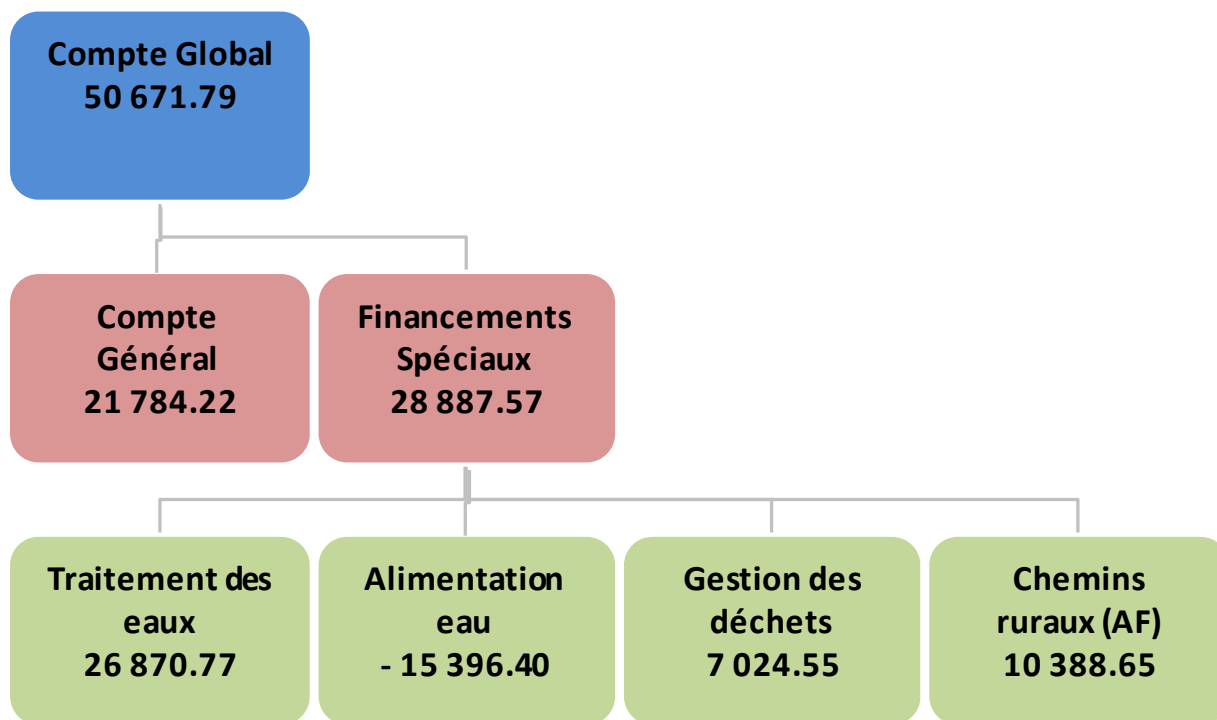 Compte Global
50 671.79
Compte
Général
21 784.22
Financements
Spéciaux
28 887.57
Traitement des
eaux
26 870.77
Alimentation
eau
- 15 396.40
Gestion des
déchets
7 024.55
Chemins
ruraux (AF)
10 388.65